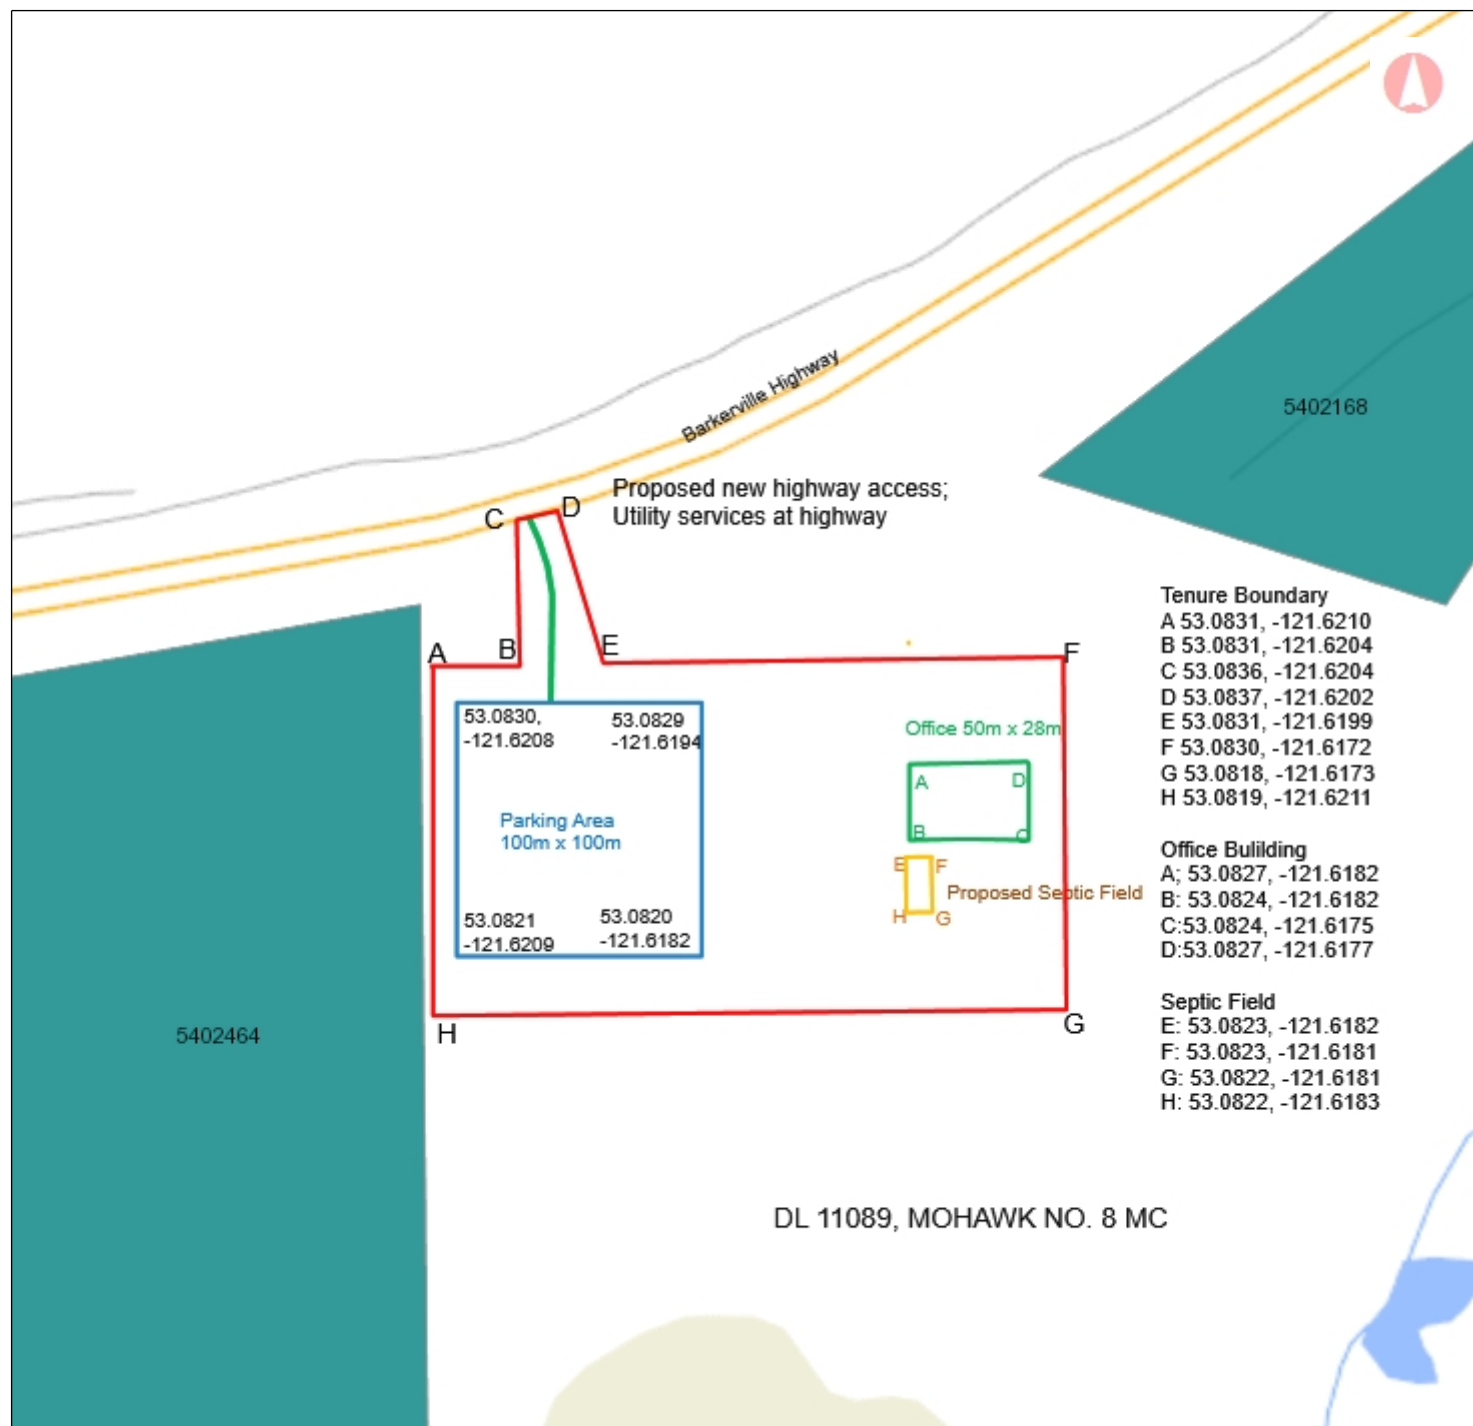 Barkerville Highway
5402168
C
D
Proposed new highway access;
Utility services at highway
A
B
E
F
53.0830,
-121.6208
53.0829
-121.6194
Office 50m x 28m
A
D
B
C
Parking Area
100m x 100m
E
F
Proposed Septic Field
H
G
53.0821
-121.6209
53.0820
-121.6182
H
G
5402464
Tenure Boundary
A 53.0831, -121.6210
B 53.0831, -121.6204
C 53.0836, -121.6204
D 53.0837, -121.6202
E 53.0831, -121.6199
F 53.0830, -121.6172
G 53.0818, -121.6173
H 53.0819, -121.6211
Office Bulilding
A; 53.0827, -121.6182
B: 53.0824, -121.6182
C:53.0824, -121.6175
D:53.0827, -121.6177
Septic Field
E: 53.0823, -121.6182
F: 53.0823, -121.6181
G: 53.0822, -121.6181
H: 53.0822, -121.6183
DL 11089, MOHAWK NO. 8 MC